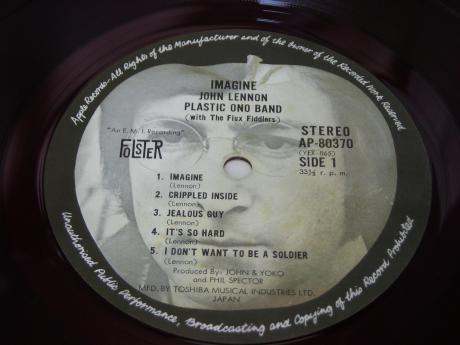 Apple Records-All Rights of the Manufacturer and of the Owner of the Recorded Work Reserved
IMAGINE
JOHN LENNON
PLASTIC ONO BAND
(with The Flux Fiddlers)
"An E. M. I. Recording"
STEREO
AP-80370
(YEX-865)
SIDE 1
33⅓ r. p. m.
1. IMAGINE
(Lennon)
2. CRIPPLED INSIDE
(Lennon)
3. JEALOUS GUY
(Lennon)
4. IT'S SO HARD
(Lennon)
5. I DON'T WANT TO BE A SOLDIER
(Lennon)
Produced By: JOHN & YOKO
and PHIL SPECTOR
MFD. BY TOSHIBA MUSICAL INDUSTRIES LTD.
JAPAN
Unauthorised Public Performance, Broadcasting and Copying of this Record Prohibited